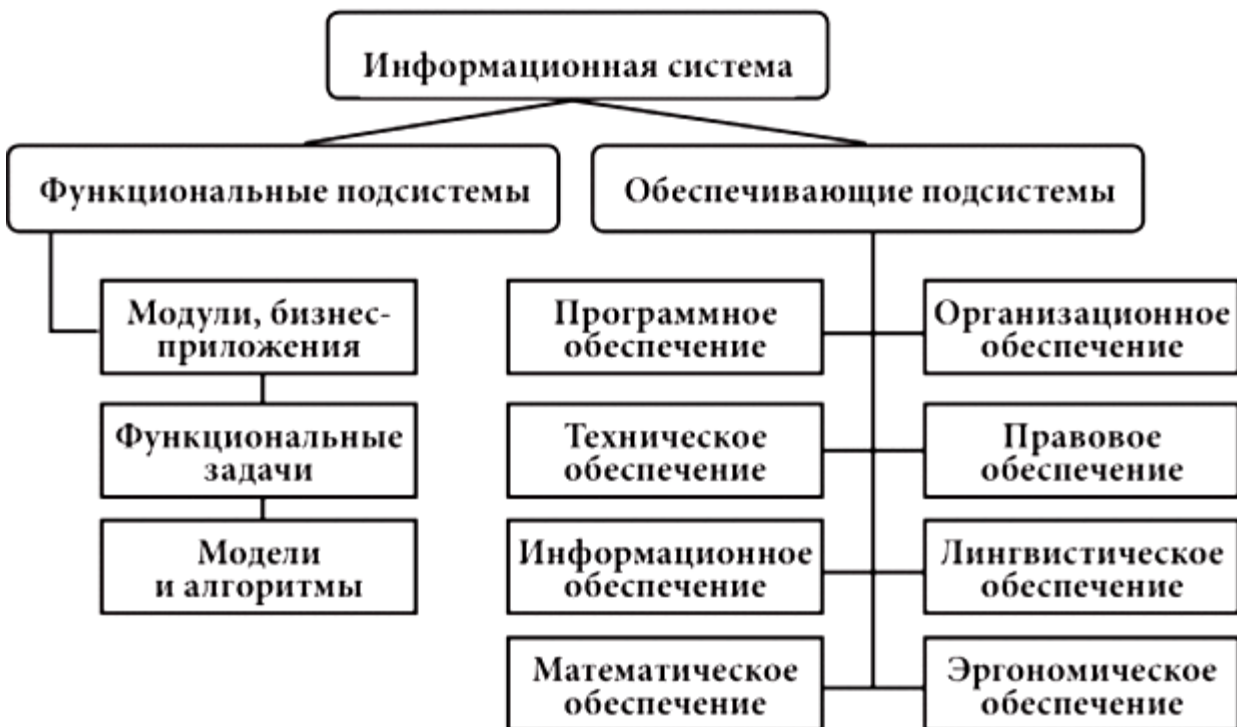 Информационная система
Функциональные подсистемы
Обеспечивающие подсистемы
Модули, бизнес-
приложения
Функциональные
задачи
Модели
и алгоритмы
Программное
обеспечение
Организационное
обеспечение
Техническое
обеспечение
Правовое
обеспечение
Информационное
обеспечение
Лингвистическое
обеспечение
Математическое
обеспечение
Эргономическое
обеспечение